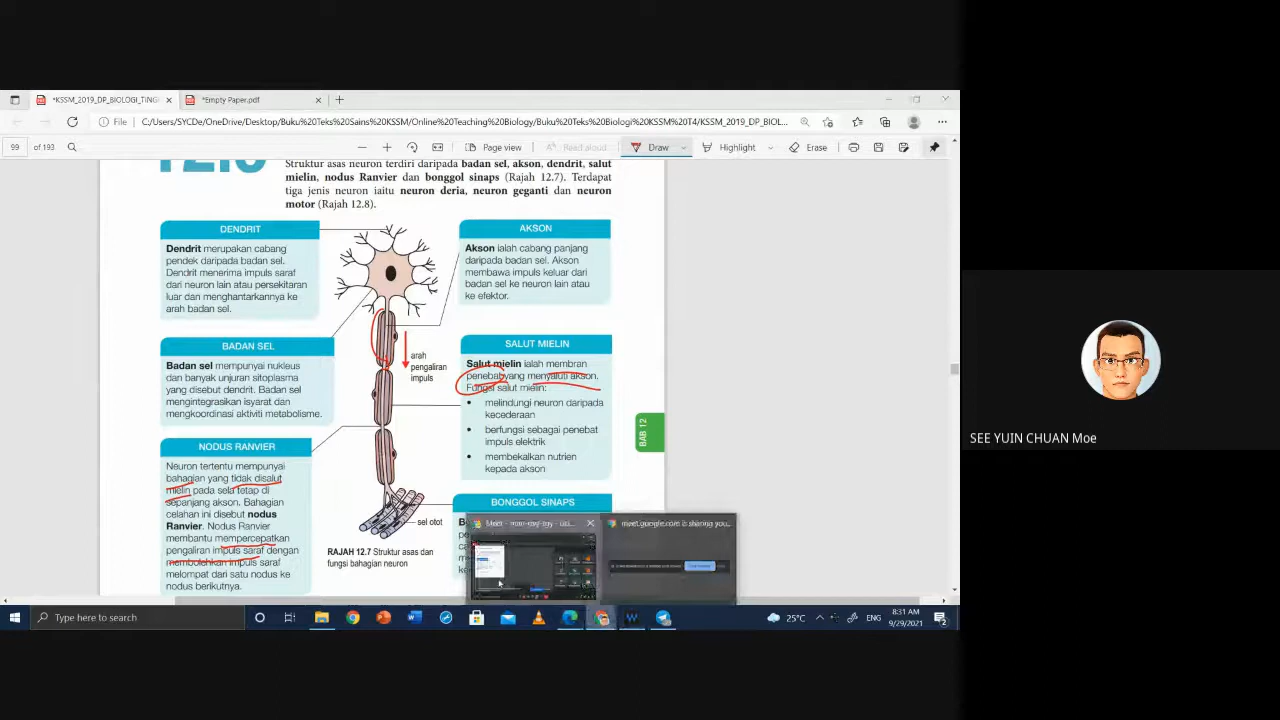 *KSSM_2019_DP_BIOLOGI_TING
*Empty Paper.pdf
File
C:/Users/SYCDe/OneDrive/Desktop/Buku%20Teks%20Sains%20KSSM/Online%20Teaching%20Biology/Buku%20Teks%20Biologi%20KSSM%20T4/KSSM_2019_DP_BIOL...
99 of 193
Page view
Read aloud
Draw
Highlight
Erase
Struktur asas neuron terdiri daripada badan sel, akson, dendrit, salut
mielin, nodus Ranvier dan bonggol sinaps (Rajah 12.7). Terdapat
tiga jenis neuron iaitu neuron deria, neuron geganti dan neuron
motor (Rajah 12.8).
DENDRIT
Dendrit merupakan cabang
pendek daripada badan sel.
Dendrit menerima impuls saraf
dari neuron lain atau persekitaran
luar dan menghantarkannya ke
arah badan sel.
AKSON
Akson ialah cabang panjang
daripada badan sel. Akson
membawa impuls keluar dari
badan sel ke neuron lain atau
ke efektor.
BADAN SEL
Badan sel mempunyai nukleus
dan banyak unjuran sitoplasma
yang disebut dendrit. Badan sel
mengintegrasikan isyarat dan
mengkoordinasi aktiviti metabolisme.
arah
pengaliran
impuls
SALUT MIELIN
Salut mielin ialah membran
penebat yang menyaluti akson.
Fungsi salut mielin:
• melindungi neuron daripada
kecederaan
• berfungsi sebagai penebat
impuls elektrik
• membekalkan nutrien
kepada akson
BAB 12
NODUS RANVIER
Neuron tertentu mempunyai
bahagian yang tidak disalut
mielin pada sela tetap di
sepanjang akson. Bahagian
celahan ini disebut nodus
Ranvier. Nodus Ranvier
membantu mempercepatkan
pengaliran impuls saraf dengan
membolehkan impuls saraf
melompat dari satu nodus ke
nodus berikutnya.
sel otot
RAJAH 12.7 Struktur asas dan
fungsi bahagian neuron
BONGGOL SINAPS
meet.google.com is sharing you...
SEE YUIN CHUAN Moe
Type here to search
25°C
ENG
8:31 AM
9/29/2021